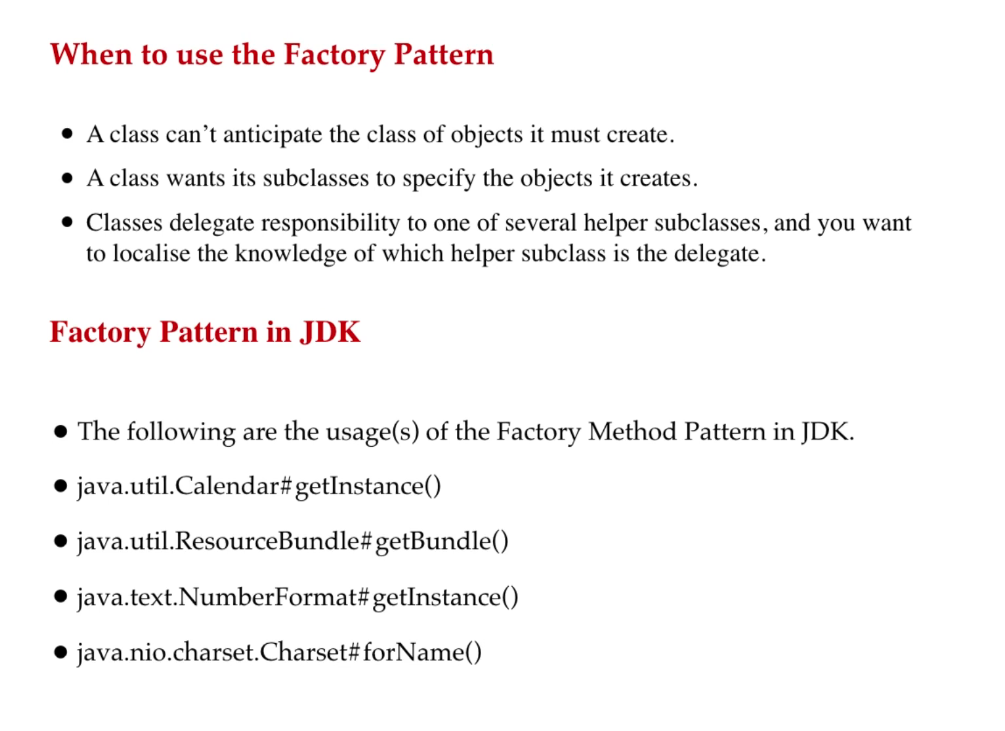 When to use the Factory Pattern
● A class can’t anticipate the class of objects it must create.
● A class wants its subclasses to specify the objects it creates.
● Classes delegate responsibility to one of several helper subclasses, and you want
to localise the knowledge of which helper subclass is the delegate.
Factory Pattern in JDK
● The following are the usage(s) of the Factory Method Pattern in JDK.
● java.util.Calendar#getInstance()
● java.util.ResourceBundle#getBundle()
● java.text.NumberFormat#getInstance()
● java.nio.charset.Charset#forName()